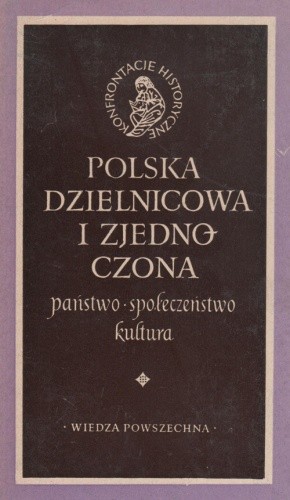 KONFRONTACJE HISTORYCZNE
POLSKA
DZIELNICOWA
I ZJEDNO
CZONA
państwo · społeczeństwo
kultura
· WIEDZA POWSZECHNA ·